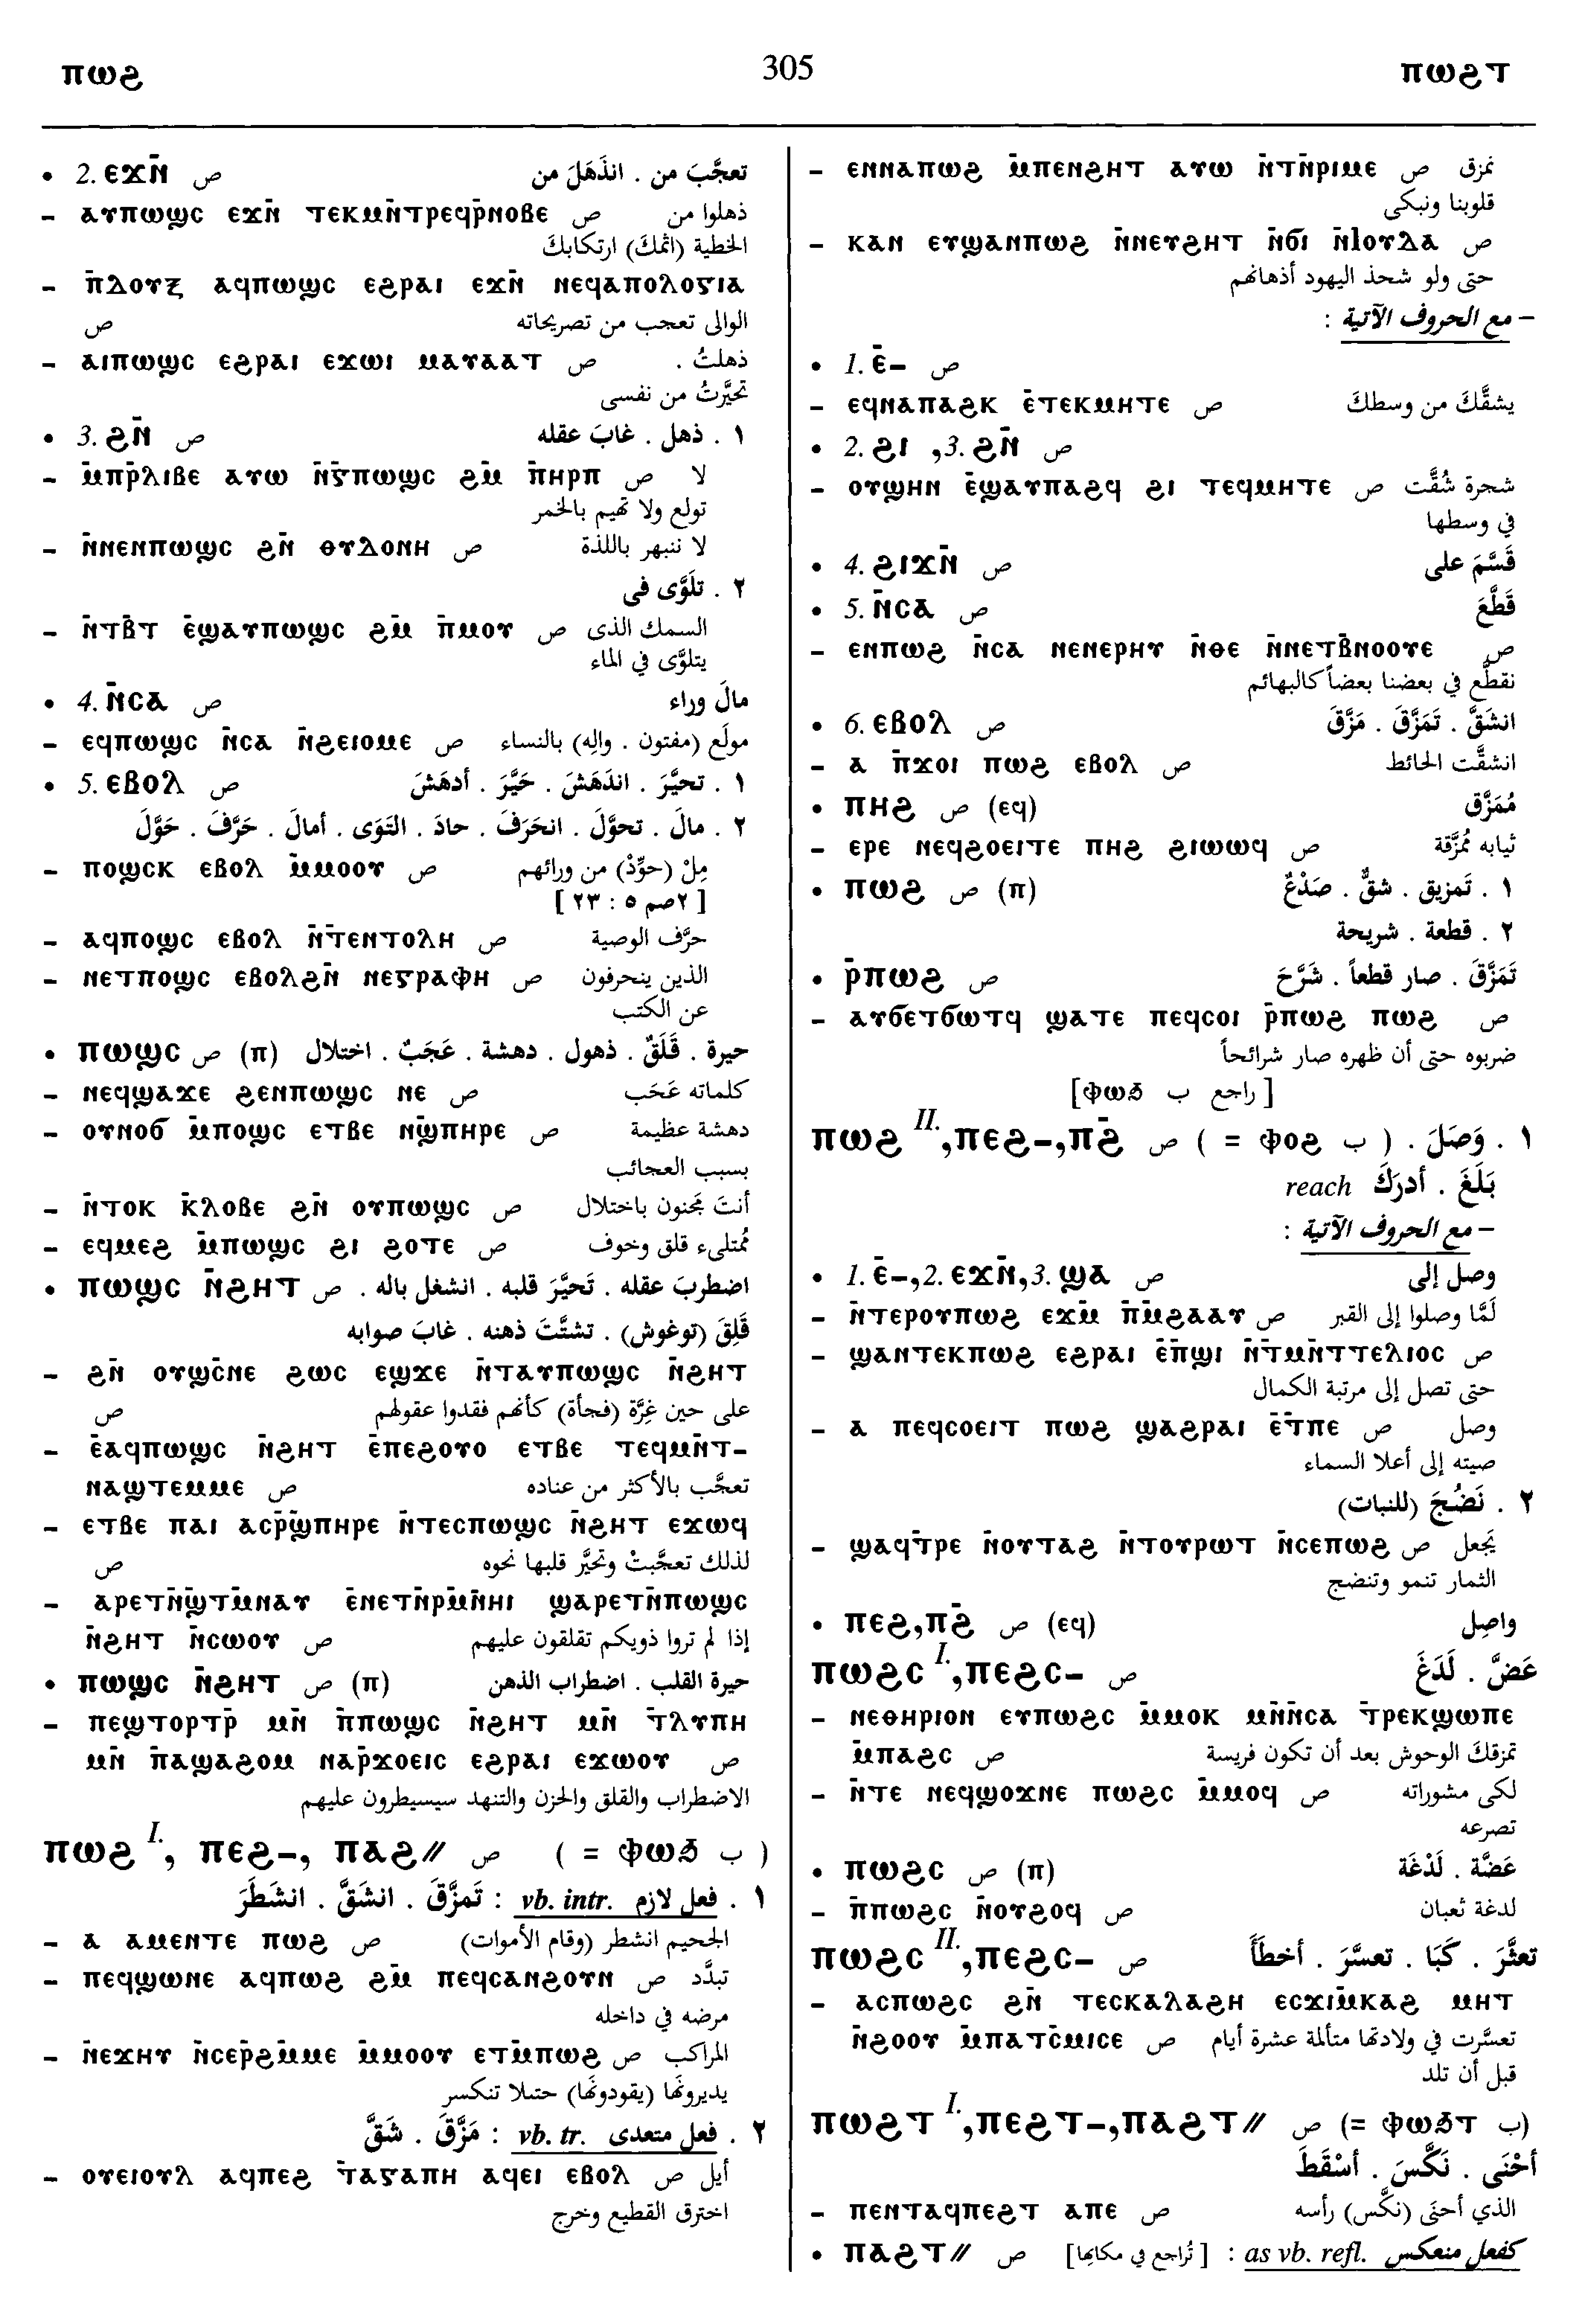 ⲡⲱϩ 305 ⲡⲱϩⲧ
• 2. ⲉϫⲛ̄ ص تعجَّبَ من . انذَهَلَ من
– ⲁⲩⲡⲱϣⲥ ⲉϫⲛ̄ ⲧⲉⲕⲙⲛ̄ⲧⲣⲉϥⲣ̄ⲛⲟⲃⲉ ص ذهلوا من
الخطية (اثمكَ) ارتكابكَ
– ⲡ̄ⲇⲟⲩⲝ ⲁϥⲡⲱϣⲥ ⲉϩⲣⲁⲓ ⲉϫⲛ̄ ⲛⲉϥⲁⲡⲟⲗⲟⲅⲓⲁ
الوالى تعجب من تصريحاته ص
– ⲁⲓⲡⲱϣⲥ ⲉϩⲣⲁⲓ ⲉϫⲱⲓ ⲙⲁⲩⲁⲁⲧ ص ذهلتُ .
تحيَّرتُ من نفسى
• 3. ϩⲛ̄ ص ١ . ذهل . غابَ عقله
– ⲙ̄ⲡⲣ̄ⲗⲓⲃⲉ ⲁⲩⲱ ⲛ̄ⲅ̄ⲡⲱϣⲥ ϩⲙ̄ ⲡ̄ⲏⲣⲡ ص لا
تولع ولا تهيم بالخمر
– ⲛ̄ⲛⲉⲛⲡⲱϣⲥ ϩⲛ̄ ⲑⲩⲇⲟⲛⲏ ص لا ننبهر باللذة
٢ . تلَوَّى فى
– ⲛ̄ⲧⲃ̄ⲧ ⲉ̄ϣⲁⲩⲡⲱϣⲥ ϩⲙ̄ ⲡ̄ⲙⲟⲩ ص السمك الذى
يتلوَّى في الماء
• 4. ⲛ̄ⲥⲁ ص مالَ وراء
– ⲉϥⲡⲱϣⲥ ⲛ̄ⲥⲁ ⲛ̄ϩⲉⲓⲟⲙⲉ ص مولَع (مفتون . والِه) بالنساء
• 5. ⲉⲃⲟⲗ ص ١ . تحيَّرَ . اندَهَشَ . حَيَّرَ . أدهَشَ
٢ . مالَ . تحوَّلَ . انحَرَفَ . حادَ . التَوَى . أمالَ . حَرَّفَ . حَوَّلَ
– ⲡⲟϣⲥⲕ ⲉⲃⲟⲗ ⲙ̄ⲙⲟⲟⲩ ص مِلْ (حوِّدْ) من ورائهم
[ ٢صم ٥ : ٢٣ ]
– ⲁϥⲡⲟϣⲥ ⲉⲃⲟⲗ ⲛ̄ⲧⲉⲛⲧⲟⲗⲏ ص حرَّف الوصية
– ⲛⲉⲧⲡⲟϣⲥ ⲉⲃⲟⲗϩⲛ̄ ⲛⲉⲅⲣⲁⲫⲏ ص الذين ينحرفون
عن الكتب
• ⲡⲱϣⲥ ص (ⲡ) حيرة . قَلَقٌ . ذهول . دهشة . عَجَبٌ . اختلال
– ⲛⲉϥϣⲁϫⲉ ϩⲉⲛⲡⲱϣⲥ ⲛⲉ ص كلماته عَجَب
– ⲟⲩⲛⲟϭ ⲙ̄ⲡⲟϣⲥ ⲉⲧⲃⲉ ⲛϣ̄ⲡⲏⲣⲉ ص دهشة عظيمة
بسبب العجائب
– ⲛ̄ⲧⲟⲕ ⲕ̄ⲗⲟⲃⲉ ϩⲛ̄ ⲟⲩⲡⲱϣⲥ ص أنتَ مجنون باختلال
– ⲉϥⲙⲉϩ ⲙ̄ⲡⲱϣⲥ ϩⲓ ϩⲟⲧⲉ ص مُمتلىء قلق وخوف
• ⲡⲱϣⲥ ⲛ̄ϩⲏⲧ ص اضطربَ عقله . تَحيَّرَ قلبه . انشغل باله .
قَلِقَ (توغوش) . تشتَّتَ ذهنه . غابَ صوابه
– ϩⲛ̄ ⲟⲩϣⲥ̄ⲛⲉ ϩⲱⲥ ⲉϣϫⲉ ⲛ̄ⲧⲁⲩⲡⲱϣⲥ ⲛ̄ϩⲏⲧ
على حين غِرَّة (فجأة) كأنهم فقدوا عقولهم ص
– ⲉ̄ⲁϥⲡⲱϣⲥ ⲛ̄ϩⲏⲧ ⲉ̄ⲡⲉϩⲟⲩⲟ ⲉⲧⲃⲉ ⲧⲉϥⲙⲛ̄ⲧ-
ⲛⲁϣⲧⲉⲙⲙⲉ ص تعجَّب بالأكثر من عناده
– ⲉⲧⲃⲉ ⲡⲁⲓ ⲁⲥⲣ̄ϣ̄ⲡⲏⲣⲉ ⲛ̄ⲧⲉⲥⲡⲱϣⲥ ⲛ̄ϩⲏⲧ ⲉϫⲱϥ
لذلك تعجَّبتْ وتحيَّر قلبها نحوه ص
– ⲁⲣⲉⲧⲛ̄ϣ̄ⲧⲙ̄ⲛⲁⲩ ⲉ̄ⲛⲉⲧⲛ̄ⲣⲙ̄ⲛ̄ⲏⲓ ϣⲁⲣⲉⲧⲛ̄ⲡⲱϣⲥ
ⲛ̄ϩⲏⲧ ⲛ̄ⲥⲱⲟⲩ ص إذا لم تروا ذويكم تقلقون عليهم
• ⲡⲱϣⲥ ⲛ̄ϩⲏⲧ ص (ⲡ) حيرة القلب . اضطراب الذهن
– ⲡⲉϣⲧⲟⲣⲧⲣ̄ ⲙⲛ̄ ⲡ̄ⲡⲱϣⲥ ⲛ̄ϩⲏⲧ ⲙⲛ̄ ⲧ̄ⲗⲩⲡⲏ
ⲙⲛ̄ ⲡ̄ⲁϣⲁϩⲟⲙ ⲛⲁⲣ̄ϫⲟⲉⲓⲥ ⲉϩⲣⲁⲓ ⲉϫⲱⲟⲩ ص
الاضطراب والقلق والحزن والتنهد سيسيطرون عليهم
ⲡⲱϩ I., ⲡⲉϩ–, ⲡⲁϩ// ص ( = ⲫⲱϧ ب )
١ . فعل لازم vb. intr. : تَمزَّقَ . انشَقَّ . انشَطَرَ
– ⲁ ⲁⲙⲉⲛⲧⲉ ⲡⲱϩ ص الجحيم انشطر (وقام الأموات)
– ⲡⲉϥϣⲱⲛⲉ ⲁϥⲡⲱϩ ϩⲙ̄ ⲡⲉϥⲥⲁⲛϩⲟⲩⲛ ص تبدَّد
مرضه في داخله
– ⲛ̄ⲉϫⲏⲩ ⲛ̄ⲥⲉⲣ̄ϩⲙ̄ⲙⲉ ⲙ̄ⲙⲟⲟⲩ ⲉⲧⲙ̄ⲡⲱϩ ص المراكب
يديرونها (يقودونها) حتىلا تنكسر
٢ . فعل متعدى vb. tr. : مَزَّقَ . شَقَّ
– ⲟⲩⲉⲓⲟⲩⲗ ⲁϥⲡⲉϩ ⲧ̄ⲁⲅⲁⲡⲏ ⲁϥⲉⲓ ⲉⲃⲟⲗ ص أيل
اخترق القطيع وخرج
– ⲉⲛⲛⲁⲡⲱϩ ⲙ̄ⲡⲉⲛϩⲏⲧ ⲁⲩⲱ ⲛ̄ⲧⲛ̄ⲣⲓⲙⲉ ص نمزق
قلوبنا ونبكى
– ⲕⲁⲛ ⲉⲩϣⲁⲛⲡⲱϩ ⲛ̄ⲛⲉⲩϩⲏⲧ ⲛ̄ϭⲓ ⲛ̄ⲓⲟⲩⲇⲁ ص
حتى ولو شحذ اليهود أذهانهم
– مع الحروف الآتية :
• 1. ⲉ̄– ص
– ⲉϥⲛⲁⲡⲁϩⲕ ⲉ̄ⲧⲉⲕⲙⲏⲧⲉ ص يشقَّكَ من وسطكَ
• 2. ϩⲓ ,3. ϩⲛ̄ ص
– ⲟⲩϣⲏⲛ ⲉ̄ϣⲁⲩⲡⲁϩϥ ϩⲓ ⲧⲉϥⲙⲏⲧⲉ ص شجرة شُقَّت
في وسطها
• 4. ϩⲓϫⲛ̄ ص قَسَّمَ على
• 5. ⲛ̄ⲥⲁ ص قَطَّعَ
– ⲉⲛⲡⲱϩ ⲛ̄ⲥⲁ ⲛⲉⲛⲉⲣⲏⲩ ⲛ̄ⲑⲉ ⲛ̄ⲛⲉⲧⲃ̄ⲛⲟⲟⲩⲉ ص
نقطَّع في بعضنا بعضاً كالبهائم
• 6. ⲉⲃⲟⲗ ص انشَقَّ . تَمَزَّقَ . مَزَّقَ
– ⲁ ⲡ̄ϫⲟⲓ ⲡⲱϩ ⲉⲃⲟⲗ ص انشقَّت الحائط
• ⲡⲏϩ ص (ⲉϥ) مُمَزَّق
– ⲉⲣⲉ ⲛⲉϥϩⲟⲉⲓⲧⲉ ⲡⲏϩ ϩⲓⲱⲱϥ ص ثيابه مُمَزَّقة
• ⲡⲱϩ ص (ⲡ) ١ . تَمزيق . شقٌّ . صَدْعٌ
٢ . قطعة . شريحة
• ⲣ̄ⲡⲱϩ ص تَمَزَّقَ . صار قطعاً . شَرَّحَ
– ⲁⲩϭⲉⲧϭⲱⲧϥ ϣⲁⲧⲉ ⲡⲉϥⲥⲟⲓ ⲣ̄ⲡⲱϩ ⲡⲱϩ ص
ضربوه حتى أن ظهره صار شرائحاً
[ راجع ب ⲫⲱϧ]
ⲡⲱϩ II.,ⲡⲉϩ–,ⲡϩ̄ ص ( = ⲫⲟϩ ب ) ١ . وَصَلَ .
بَلَغَ . أدرَكَ reach
– مع الحروف الآتية :
• 1. ⲉ̄–,2. ⲉϫⲛ̄,3. ϣⲁ ص وصل إلى
– ⲛ̄ⲧⲉⲣⲟⲩⲡⲱϩ ⲉϫⲙ̄ ⲡ̄ⲙ̄ϩⲁⲁⲩ ص لَمَّا وصلوا إلى القبر
– ϣⲁⲛⲧⲉⲕⲡⲱϩ ⲉϩⲣⲁⲓ ⲉ̄ⲡ̄ϣⲓ ⲛ̄ⲧ̄ⲙⲛ̄ⲧⲧⲉⲗⲓⲟⲥ ص
حتى تصل إلى مرتبة الكمال
– ⲁ ⲡⲉϥⲥⲟⲉⲓⲧ ⲡⲱϩ ϣⲁϩⲣⲁⲓ ⲉ̄ⲧ̄ⲡⲉ ص وصل
صيته إلى أعلا السماء
٢ . نَضُجَ (للنبات)
– ϣⲁϥⲧ̄ⲣⲉ ⲛ̄ⲟⲩⲧⲁϩ ⲛ̄ⲧⲟⲩⲣⲱⲧ ⲛ̄ⲥⲉⲡⲱϩ ص يَجعل
الثمار تنمو وتنضج
• ⲡⲉϩ,ⲡϩ̄ ص (ⲉϥ) واصِل
ⲡⲱϩⲥ I.,ⲡⲉϩⲥ– ص عَضَّ . لَدَغَ
– ⲛⲉⲑⲏⲣⲓⲟⲛ ⲉⲩⲡⲱϩⲥ ⲙ̄ⲙⲟⲕ ⲙⲛ̄ⲛ̄ⲥⲁ ⲧ̄ⲣⲉⲕϣⲱⲡⲉ
ⲙ̄ⲡⲁϩⲥ ص تمزقكَ الوحوش بعد أن تكون فريسة
– ⲛ̄ⲧⲉ ⲛⲉϥϣⲟϫⲛⲉ ⲡⲱϩⲥ ⲙ̄ⲙⲟϥ ص لكى مشوراته
تصرعه
• ⲡⲱϩⲥ ص (ⲡ) عَضَّة . لَدْغَة
– ⲡ̄ⲡⲱϩⲥ ⲛ̄ⲟⲩϩⲟϥ ص لدغة ثعبان
ⲡⲱϩⲥ II.,ⲡⲉϩⲥ– ص تعثَّرَ . كَبَا . تعسَّرَ . أخطَأَ
– ⲁⲥⲡⲱϩⲥ ϩⲛ̄ ⲧⲉⲥⲕⲁⲗⲁϩⲏ ⲉⲥϫⲓⲙ̄ⲕⲁϩ ⲙⲏⲧ
ⲛ̄ϩⲟⲟⲩ ⲙ̄ⲡⲁⲧⲥ̄ⲙⲓⲥⲉ ص تعسَّرت في ولادتها متألمة عشرة أيام
قبل أن تلد
ⲡⲱϩⲧ I.,ⲡⲉϩⲧ–,ⲡⲁϩⲧ// ص (= ⲫⲱϧⲧ ب)
أحْنَى . نَكَّسَ . أسْقَطَ
– ⲡⲉⲛⲧⲁϥⲡⲉϩⲧ ⲁⲡⲉ ص الذي أحنَى (نكَّس) رأسه
• ⲡⲁϩⲧ// ص كفعل منعكس as vb. refl. : [ تُراجع في مكانها]